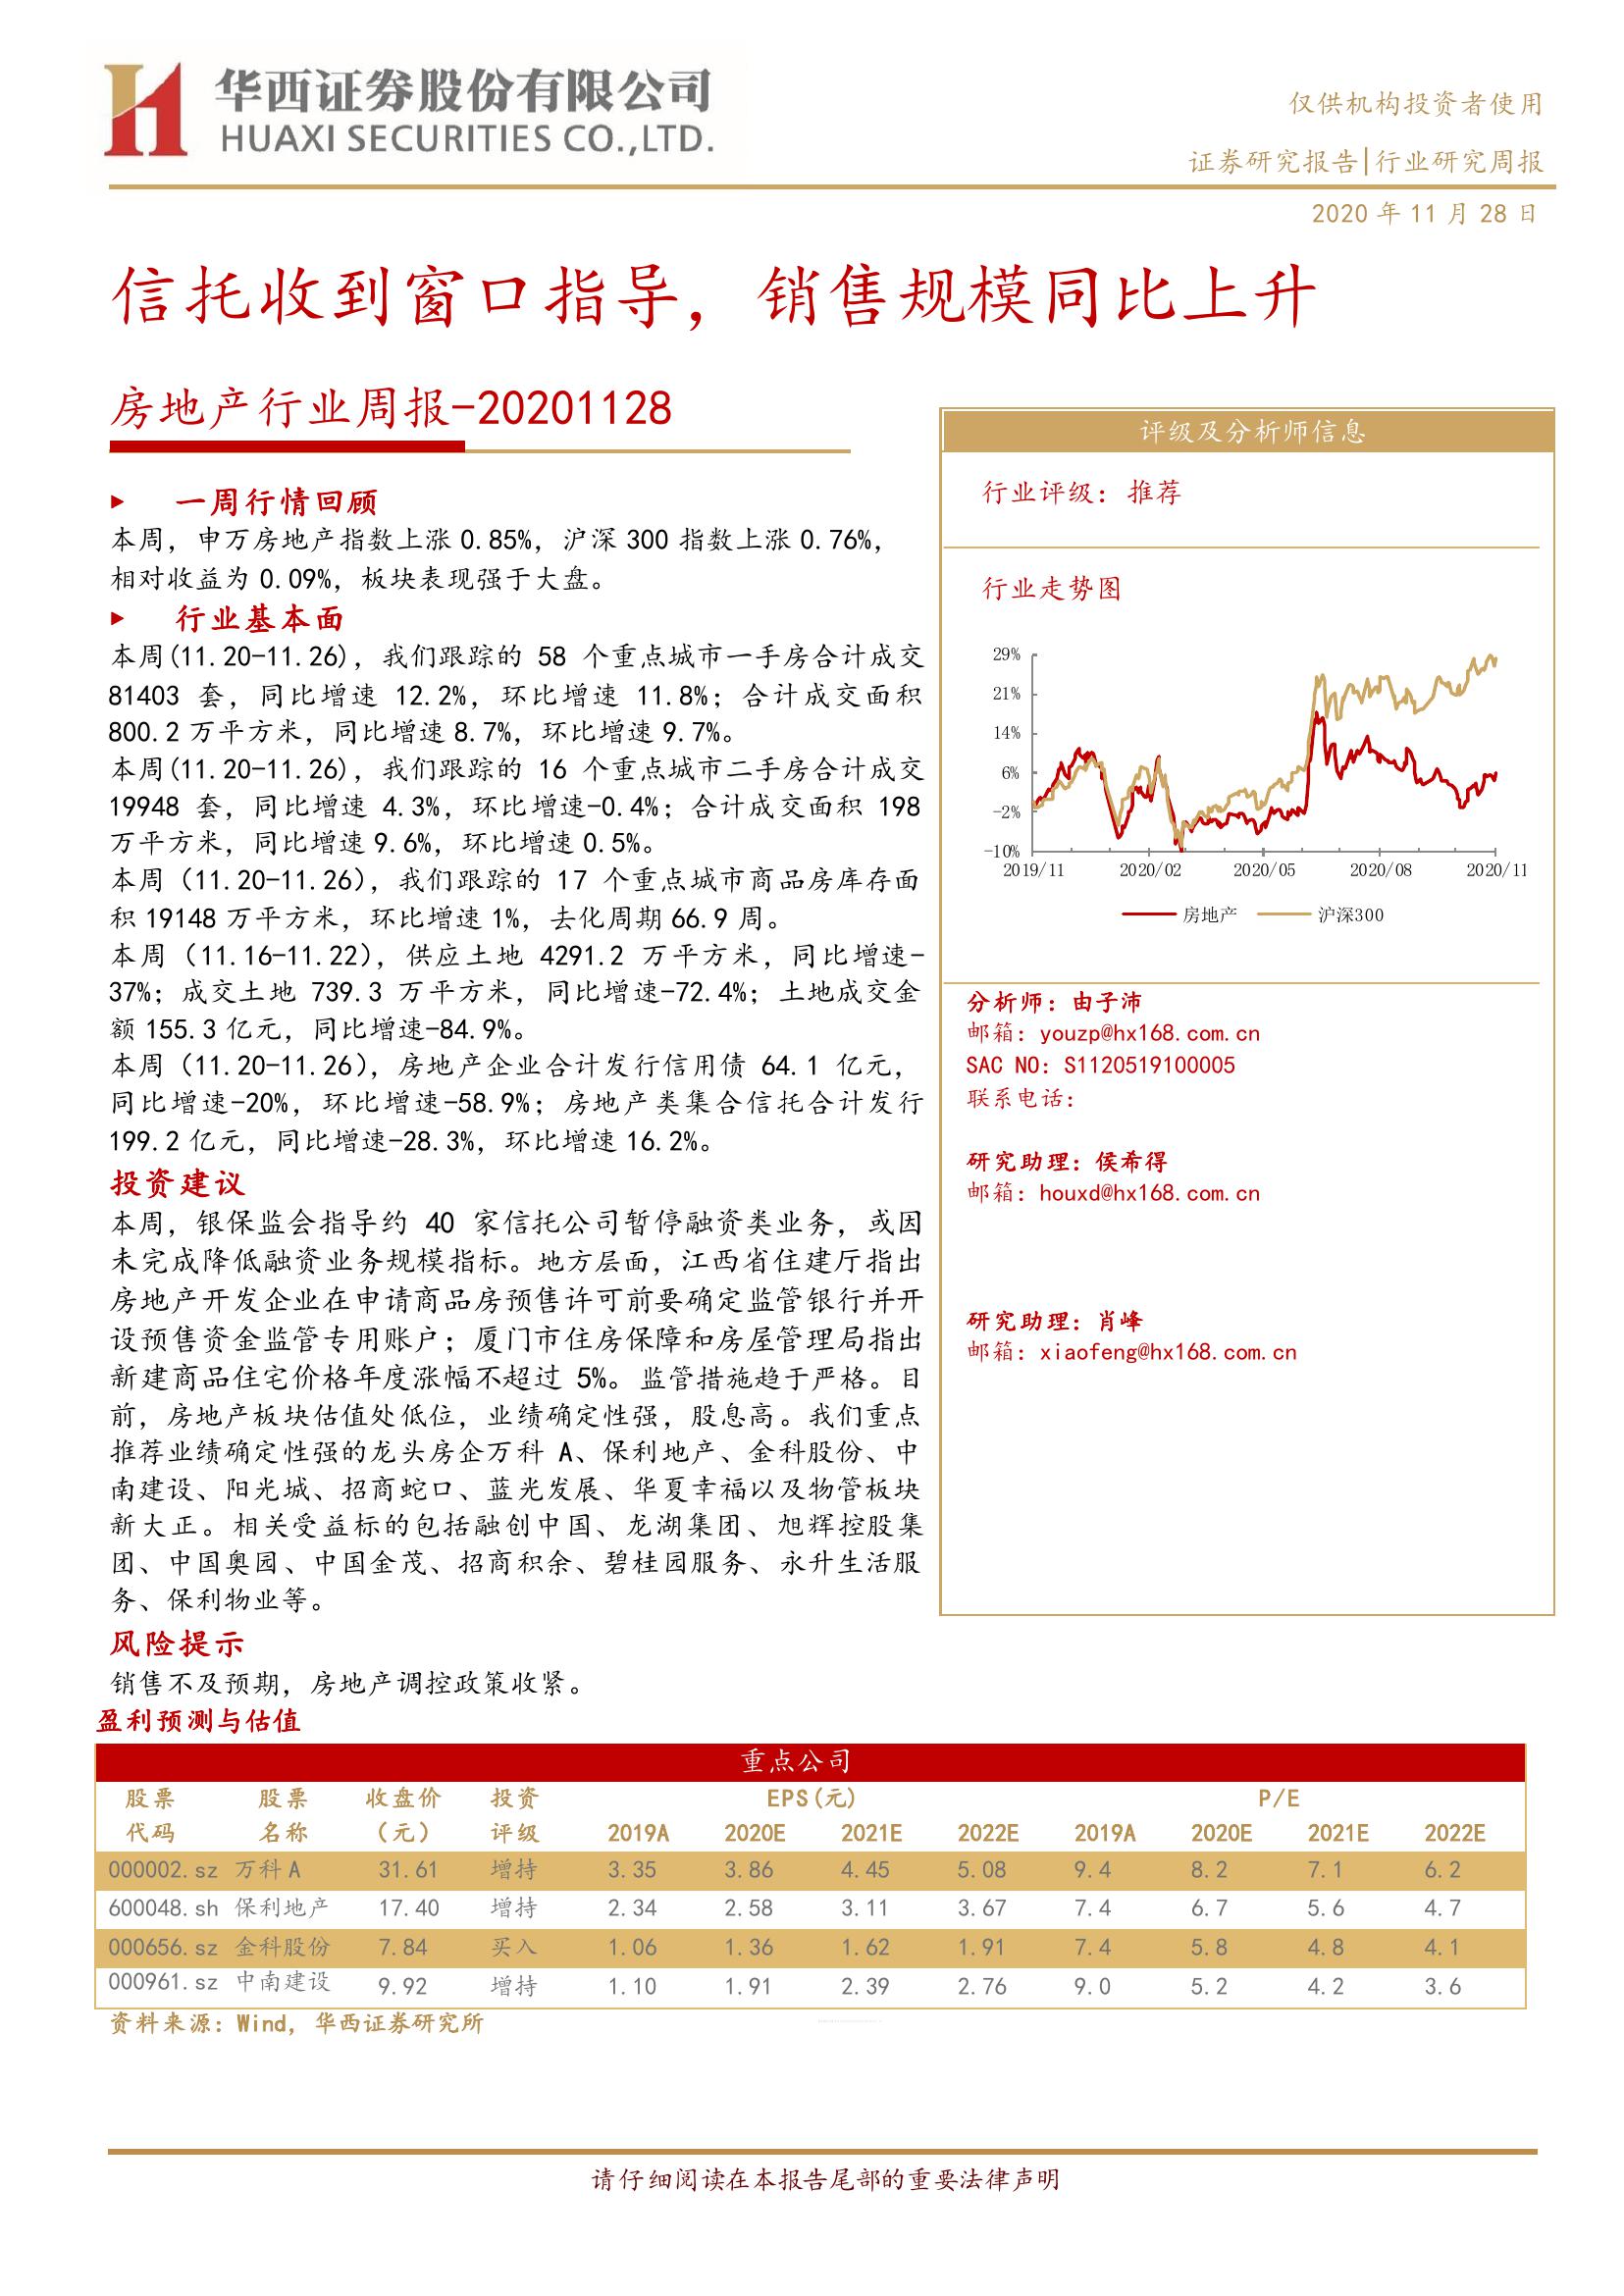 华西证券股份有限公司
HUAXI SECURITIES CO.,LTD.
仅供机构投资者使用
证券研究报告|行业研究周报
2020 年 11 月 28 日
信托收到窗口指导，销售规模同比上升
房地产行业周报-20201128
一周行情回顾
本周，申万房地产指数上涨 0.85%，沪深 300 指数上涨 0.76%，
相对收益为 0.09%，板块表现强于大盘。
行业基本面
本周(11.20-11.26)，我们跟踪的 58 个重点城市一手房合计成交
81403 套，同比增速 12.2%，环比增速 11.8%；合计成交面积
800.2 万平方米，同比增速 8.7%，环比增速 9.7%。
本周(11.20-11.26)，我们跟踪的 16 个重点城市二手房合计成交
19948 套，同比增速 4.3%，环比增速-0.4%；合计成交面积 198
万平方米，同比增速 9.6%，环比增速 0.5%。
本周（11.20-11.26），我们跟踪的 17 个重点城市商品房库存面
积 19148 万平方米，环比增速 1%，去化周期 66.9 周。
本周（11.16-11.22），供应土地 4291.2 万平方米，同比增速-
37%；成交土地 739.3 万平方米，同比增速-72.4%；土地成交金
额 155.3 亿元，同比增速-84.9%。
本周（11.20-11.26），房地产企业合计发行信用债 64.1 亿元，
同比增速-20%，环比增速-58.9%；房地产类集合信托合计发行
199.2 亿元，同比增速-28.3%，环比增速 16.2%。
投资建议
本周，银保监会指导约 40 家信托公司暂停融资类业务，或因
未完成降低融资业务规模指标。地方层面，江西省住建厅指出
房地产开发企业在申请商品房预售许可前要确定监管银行并开
设预售资金监管专用账户；厦门市住房保障和房屋管理局指出
新建商品住宅价格年度涨幅不超过 5%。监管措施趋于严格。目
前，房地产板块估值处低位，业绩确定性强，股息高。我们重点
推荐业绩确定性强的龙头房企万科 A、保利地产、金科股份、中
南建设、阳光城、招商蛇口、蓝光发展、华夏幸福以及物管板块
新大正。相关受益标的包括融创中国、龙湖集团、旭辉控股集
团、中国奥园、中国金茂、招商积余、碧桂园服务、永升生活服
务、保利物业等。
风险提示
销售不及预期，房地产调控政策收紧。
评级及分析师信息
行业评级：推荐
行业走势图
29%
21%
14%
6%
-2%
-10%
2019/11 2020/02 2020/05 2020/08 2020/11
房地产 沪深300
分析师：由子沛
邮箱：youzp@hx168.com.cn
SAC NO：S1120519100005
联系电话：
研究助理：侯希得
邮箱：houxd@hx168.com.cn
研究助理：肖峰
邮箱：xiaofeng@hx168.com.cn
盈利预测与估值
重点公司
股票 股票 收盘价 投资 EPS(元) P/E
代码 名称 （元） 评级 2019A 2020E 2021E 2022E 2019A 2020E 2021E 2022E
000002.sz 万科 A 31.61 增持 3.35 3.86 4.45 5.08 9.4 8.2 7.1 6.2
600048.sh 保利地产 17.40 增持 2.34 2.58 3.11 3.67 7.4 6.7 5.6 4.7
000656.sz 金科股份 7.84 买入 1.06 1.36 1.62 1.91 7.4 5.8 4.8 4.1
000961.sz 中南建设 9.92 增持 1.10 1.91 2.39 2.76 9.0 5.2 4.2 3.6
资料来源：Wind，华西证券研究所
请仔细阅读在本报告尾部的重要法律声明